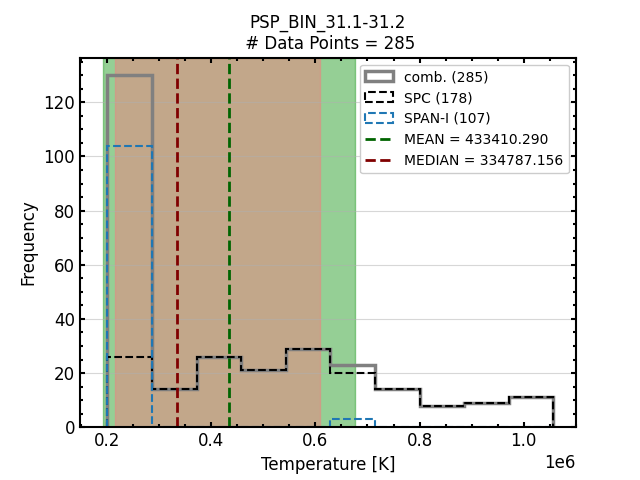 PSP_BIN_31.1-31.2
# Data Points = 285
comb. (285)
SPC (178)
SPAN-I (107)
MEAN = 433410.290
MEDIAN = 334787.156
Frequency
120
100
80
60
40
20
0
0.2 0.4 0.6 0.8 1.0
1e6
Temperature [K]